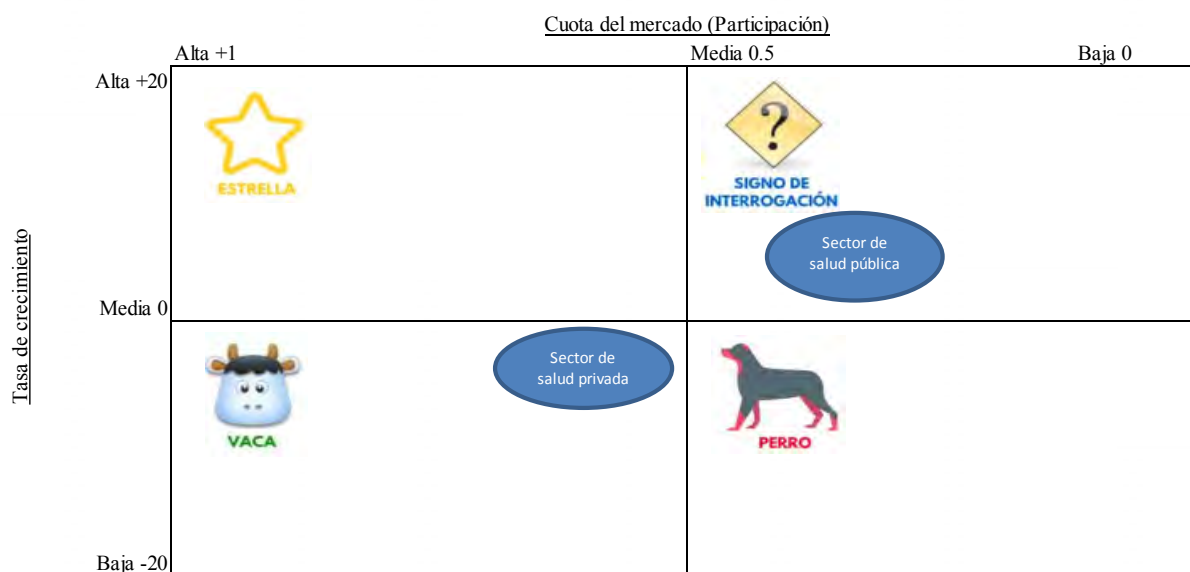 Cuota del mercado (Participación)
Alta +1
Media 0.5
Baja 0
Alta +20
ESTRELLA
?
SIGNO DE
INTERROGACIÓN
Sector de
salud pública
Tasa de crecimiento
Media 0
Sector de
salud privada
VACA
PERRO
Baja -20